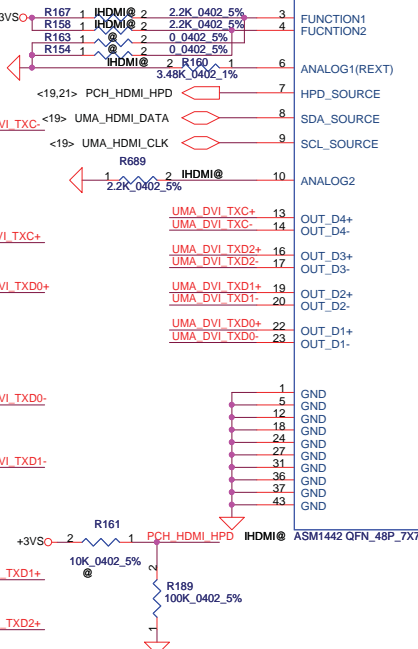 3VS R167 1 IHDMI@ 2 2.2K_0402_5% 3 FUNCTION1
R158 1 IHDMI@ 2 2.2K_0402_5% 4 FUCNTION2
R163 1 @ 2 0_0402_5%
R154 1 @ 2 0_0402_5%
IHDMI@ 2 R160 1 6 ANALOG1(REXT)
3.48K_0402_1%
<19,21> PCH_HDMI_HPD 7 HPD_SOURCE
VI_TXC- <19> UMA_HDMI_DATA 8 SDA_SOURCE
<19> UMA_HDMI_CLK 9 SCL_SOURCE
R689
1 2 IHDMI@ 10 ANALOG2
2.2K_0402_5%
UMA_DVI_TXC+ 13 OUT_D4+
UMA_DVI_TXC- 14 OUT_D4-
VI_TXC+
UMA_DVI_TXD2+ 16 OUT_D3+
UMA_DVI_TXD2- 17 OUT_D3-
VI_TXD0+
UMA_DVI_TXD1+ 19 OUT_D2+
UMA_DVI_TXD1- 20 OUT_D2-
UMA_DVI_TXD0+ 22 OUT_D1+
UMA_DVI_TXD0- 23 OUT_D1-
VI_TXD0-
1 GND
5 GND
12 GND
18 GND
24 GND
27 GND
31 GND
36 GND
37 GND
43 GND
VI_TXD1-
R161
+3VS 2 1 PCH_HDMI_HPD IHDMI@ ASM1442 QFN_48P_7X7
10K_0402_5%
@
_TXD1+
2 R189
100K_0402_5%
1
_TXD2+